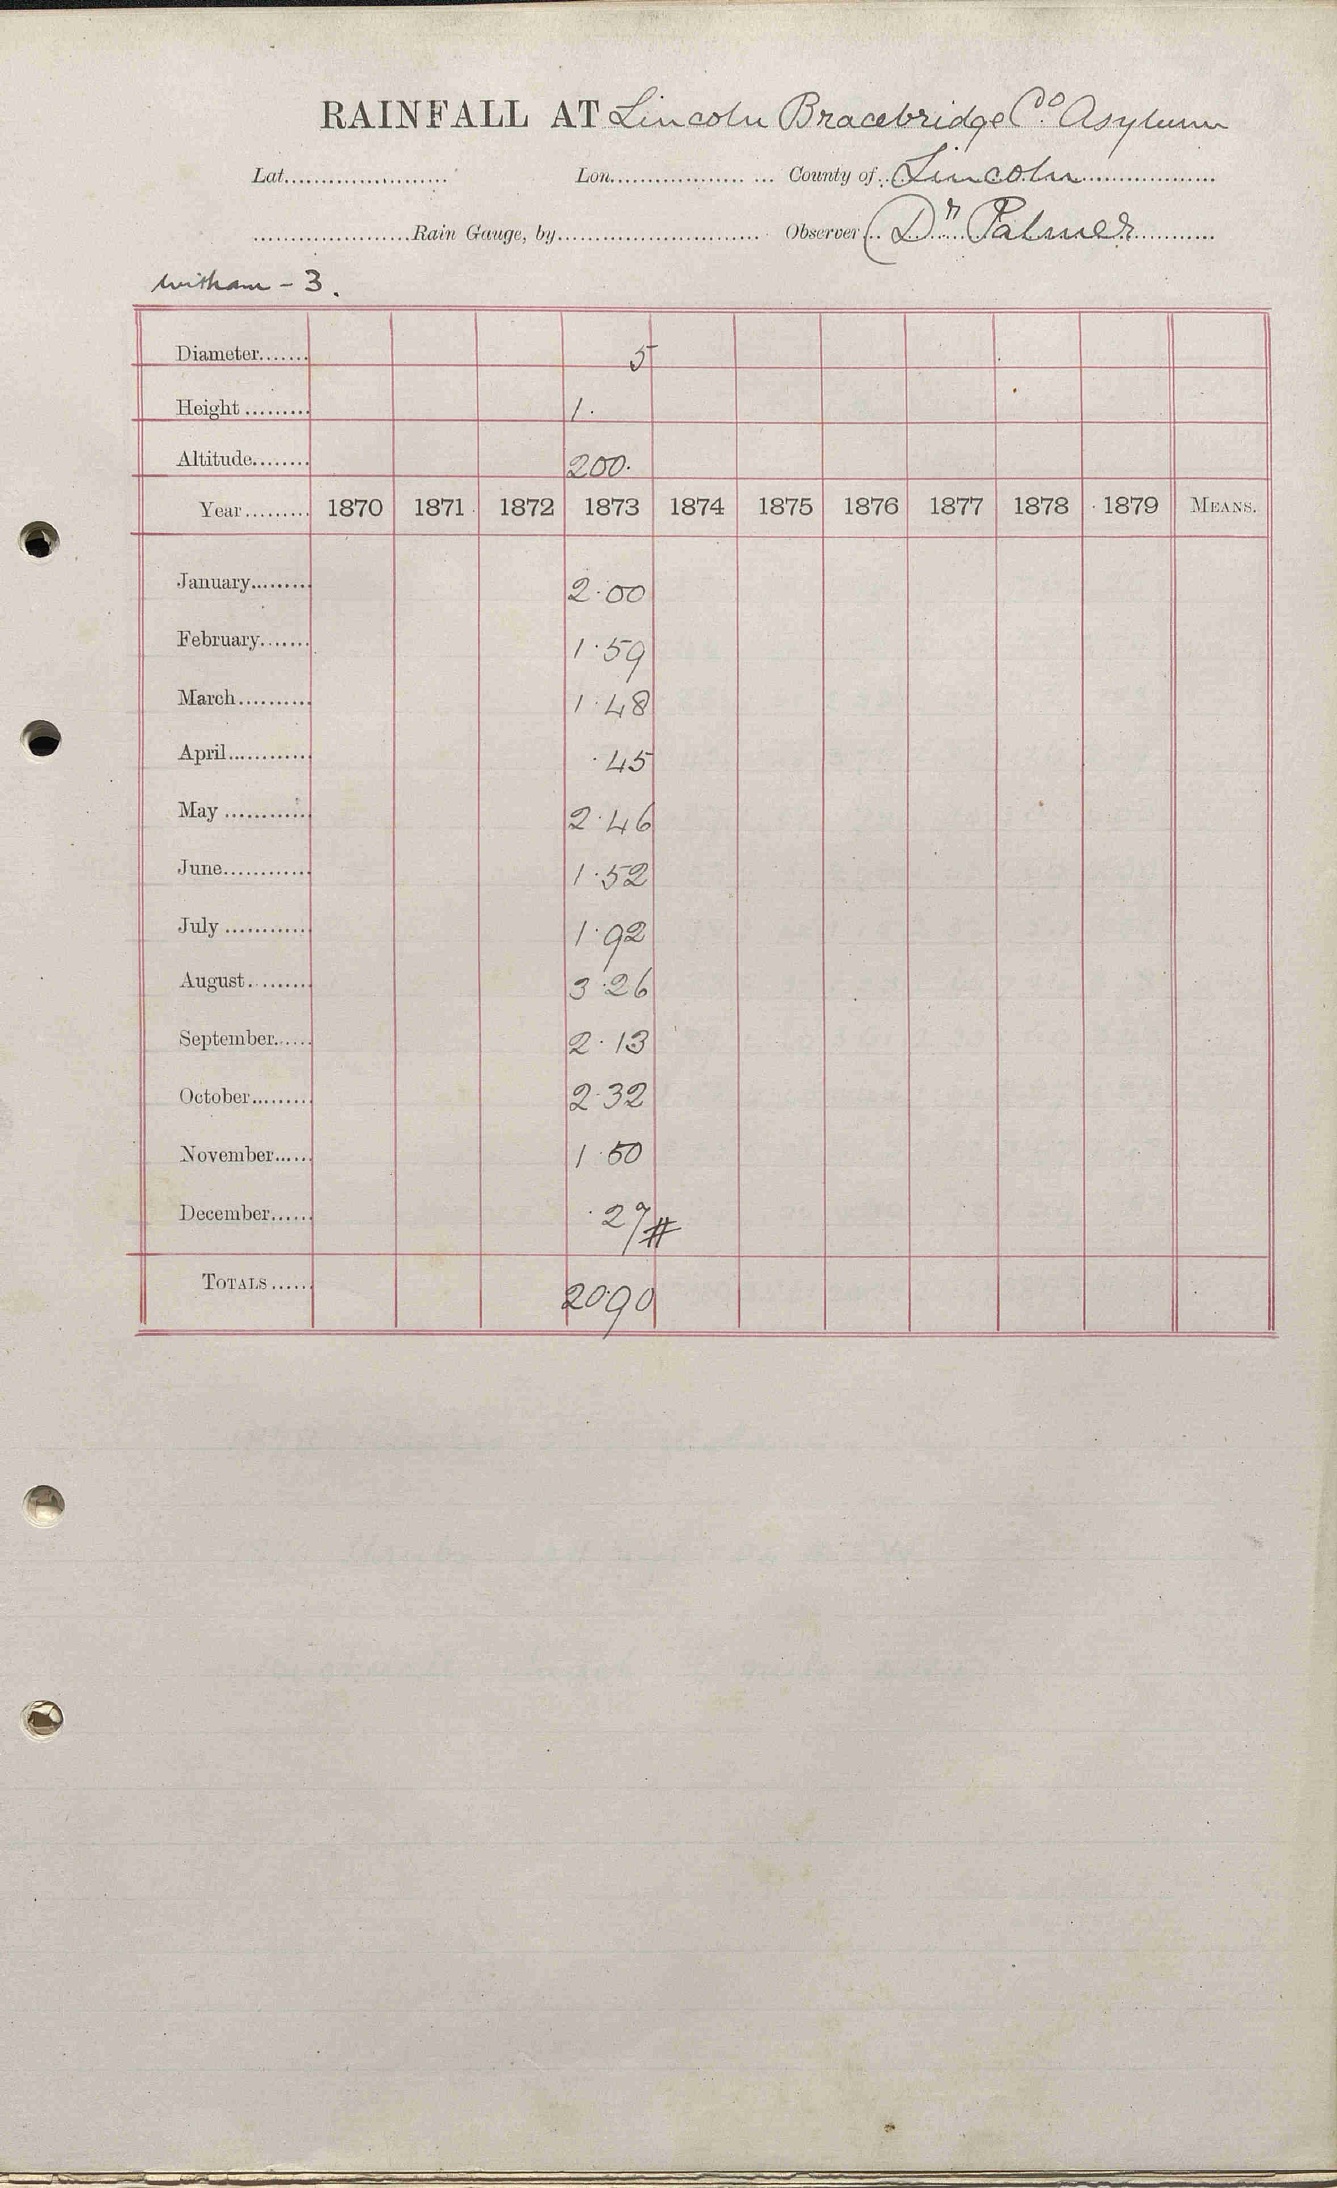 RAINFALL AT Lincoln Bracebridge Co. Asylum
Lat...................... Lon.................. ... County of Lincoln
......................Rain Gauge, by........................... Observer (Dr Palmer
Witham - 3.
Diameter....... 5
Height ......... 1.
Altitude........ 200.
Year......... 1870 1871 1872 1873 1874 1875 1876 1877 1878 1879 MEANS.
January......... 2.00
February....... 1.59
March.......... 1.48
April............ .45
May ............ 2.46
June............ 1.52
July ............ 1.92
August......... 3.26
September...... 2.13
October......... 2.32
November...... 1.50
December...... .27#
TOTALS...... 20.90